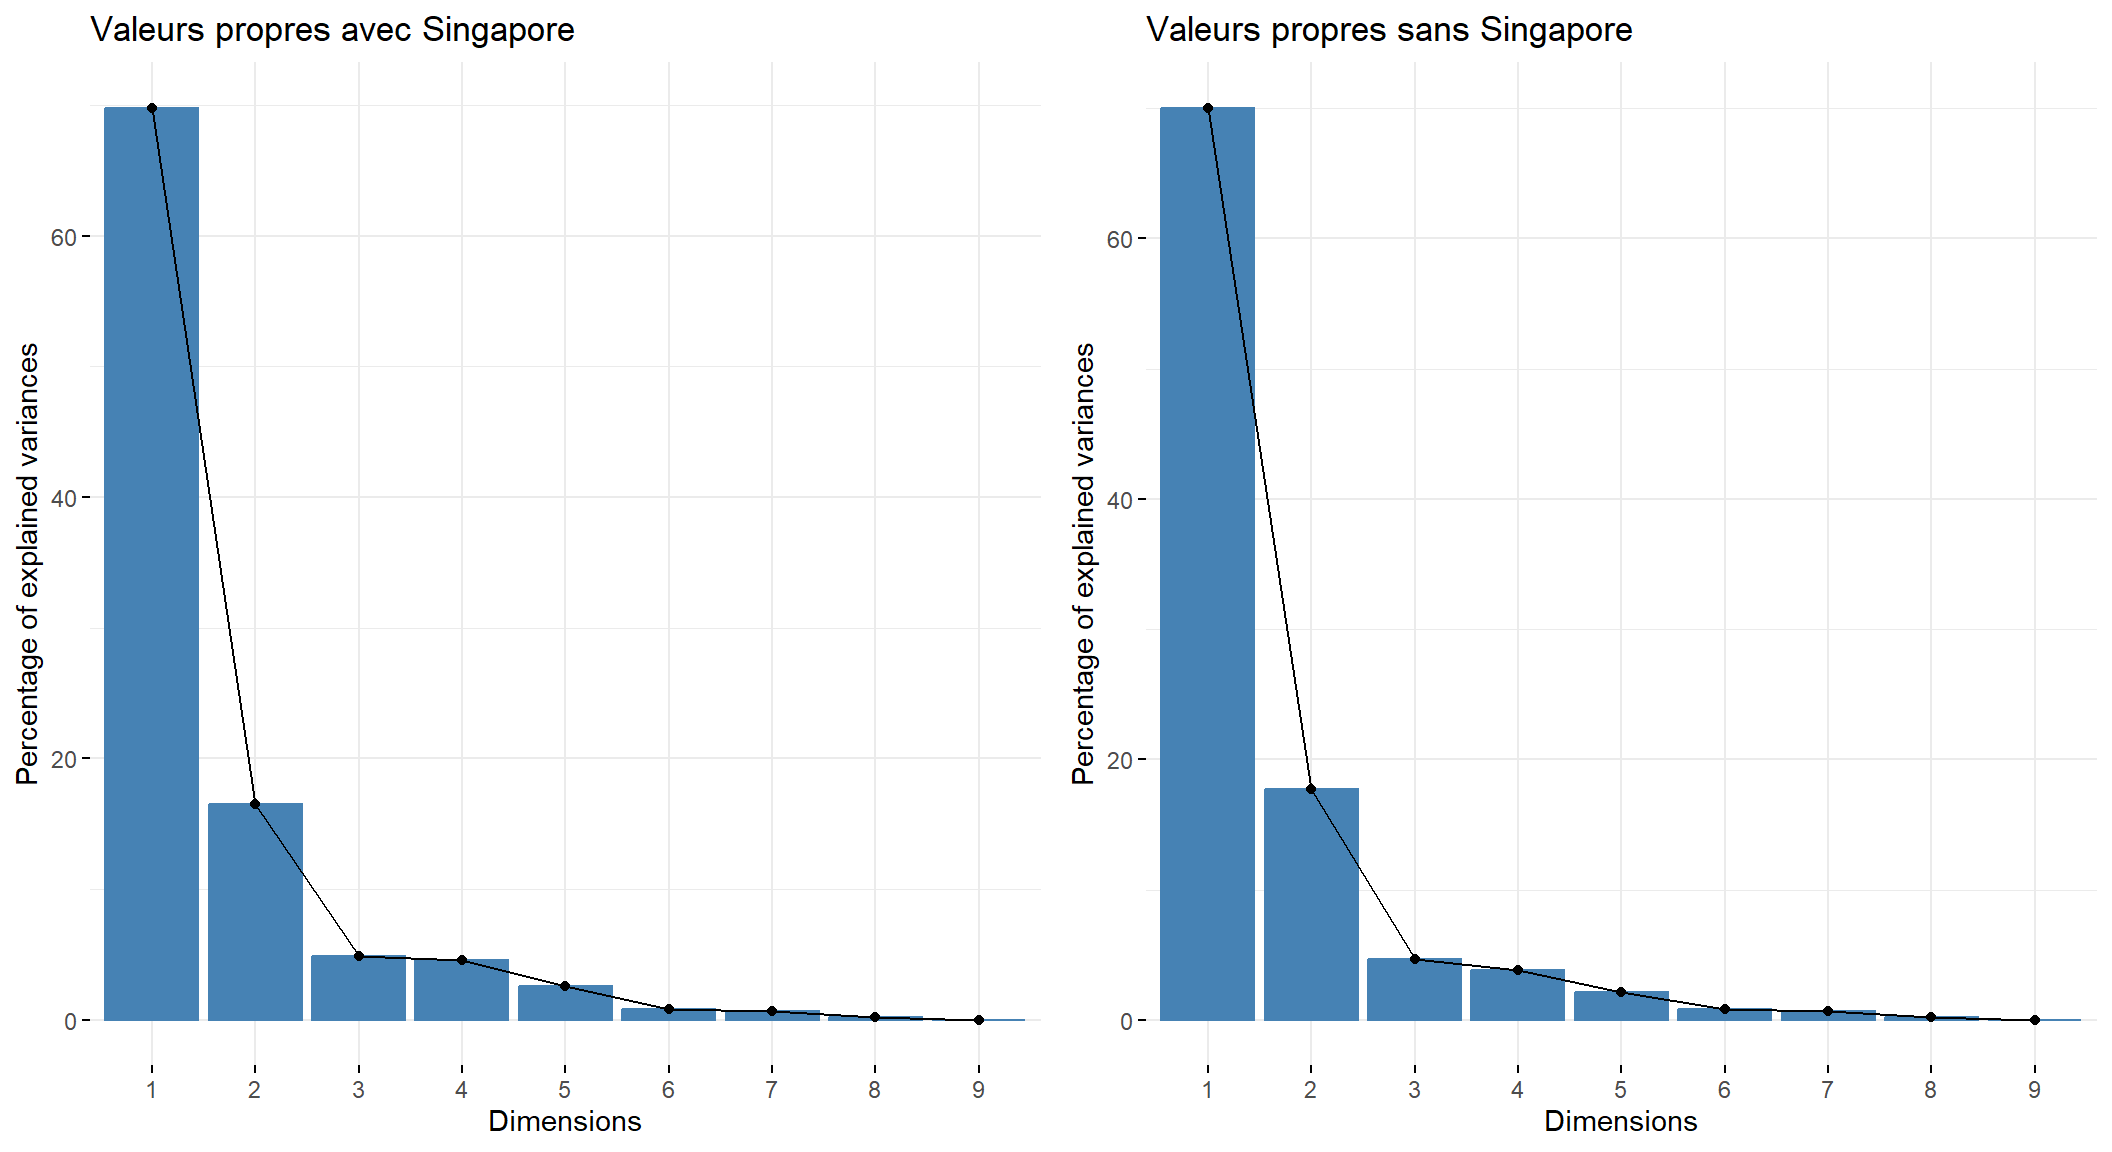 Valeurs propres avec Singapore
Percentage of explained variances
60
40
20
0
1 2 3 4 5 6 7 8 9
Dimensions
Valeurs propres sans Singapore
Percentage of explained variances
60
40
20
0
1 2 3 4 5 6 7 8 9
Dimensions